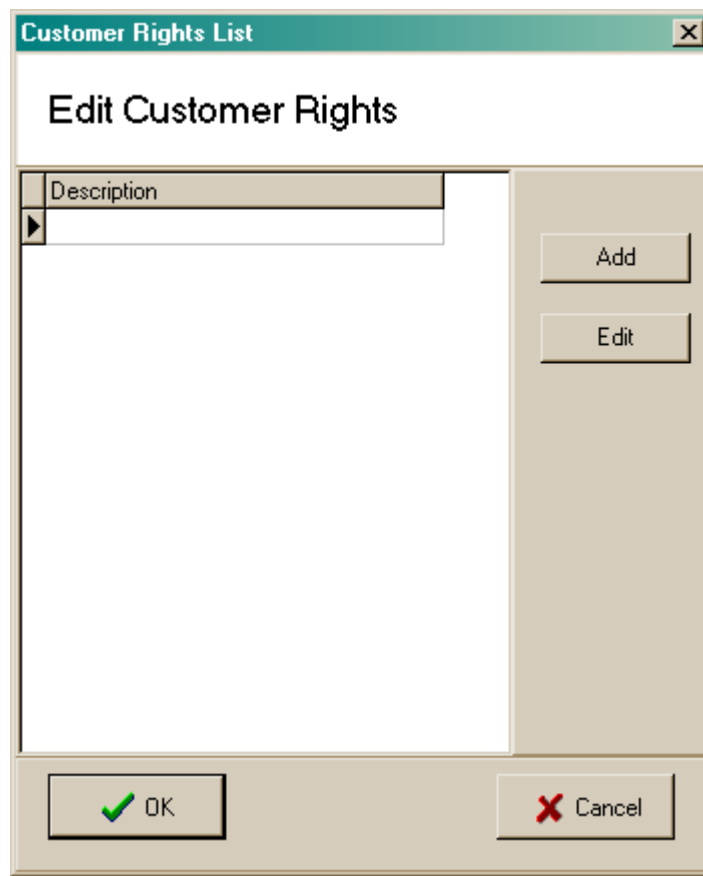 Customer Rights List
Edit Customer Rights
Description
Add
Edit
OK
Cancel